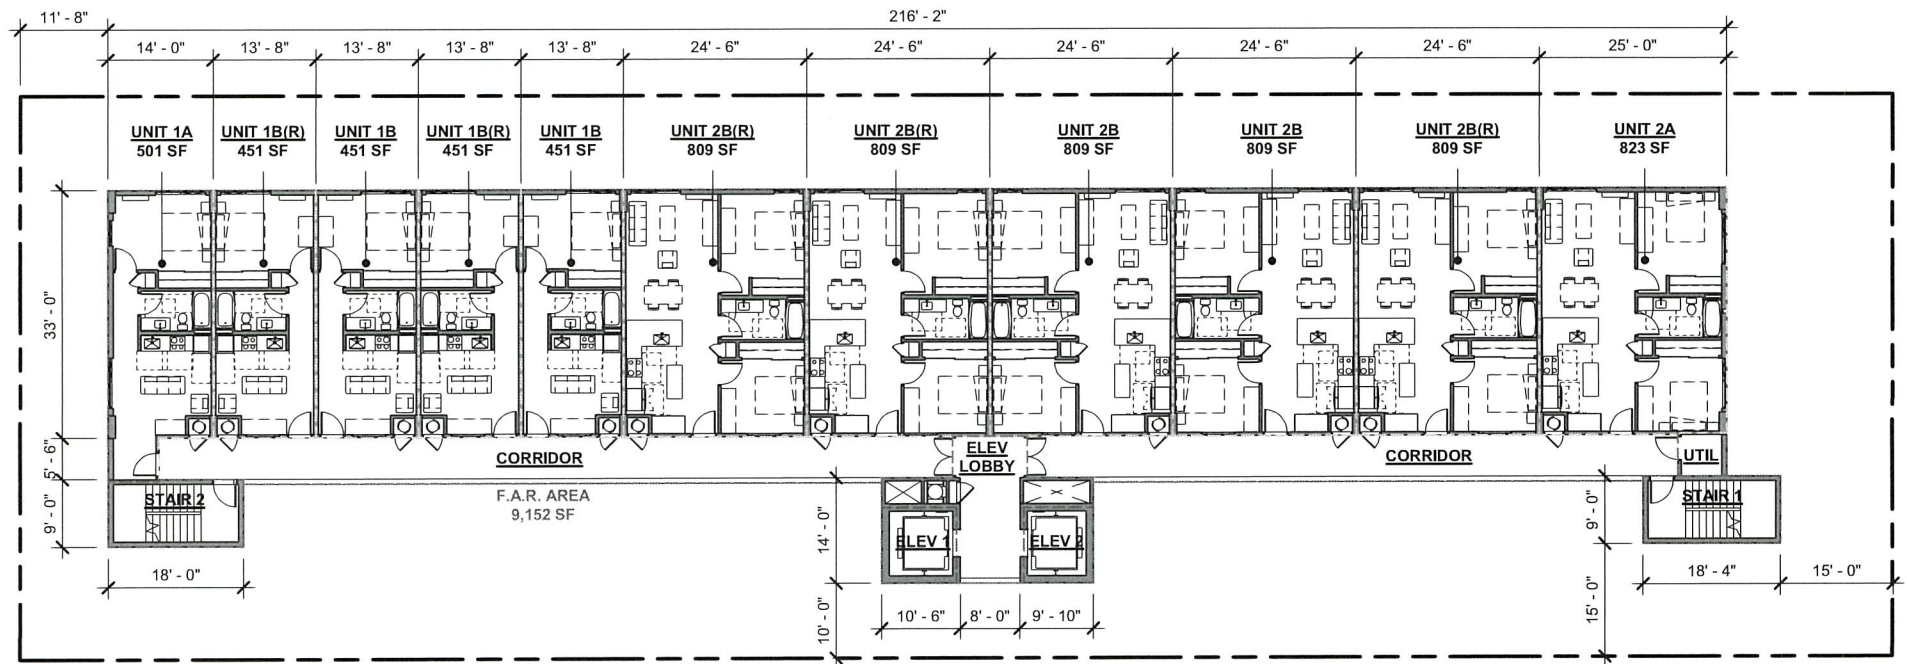 11' - 8"
216' - 2"
14' - 0"
13' - 8"
13' - 8"
13' - 8"
13' - 8"
24' - 6"
24' - 6"
24' - 6"
24' - 6"
24' - 6"
25' - 0"
UNIT 1A
501 SF
UNIT 1B(R)
451 SF
UNIT 1B
451 SF
UNIT 1B(R)
451 SF
UNIT 1B
451 SF
UNIT 2B(R)
809 SF
UNIT 2B(R)
809 SF
UNIT 2B
809 SF
UNIT 2B
809 SF
UNIT 2B(R)
809 SF
UNIT 2A
823 SF
33' - 0"
5' - 6"
9' - 0"
CORRIDOR
ELEV
LOBBY
CORRIDOR
UTIL
STAIR 2
F.A.R. AREA
9,152 SF
STAIR 1
14' - 0"
ELEV 1
ELEV 2
9' - 0"
18' - 0"
18' - 4"
15' - 0"
10' - 0"
10' - 6"
8' - 0"
9' - 10"
15' - 0"